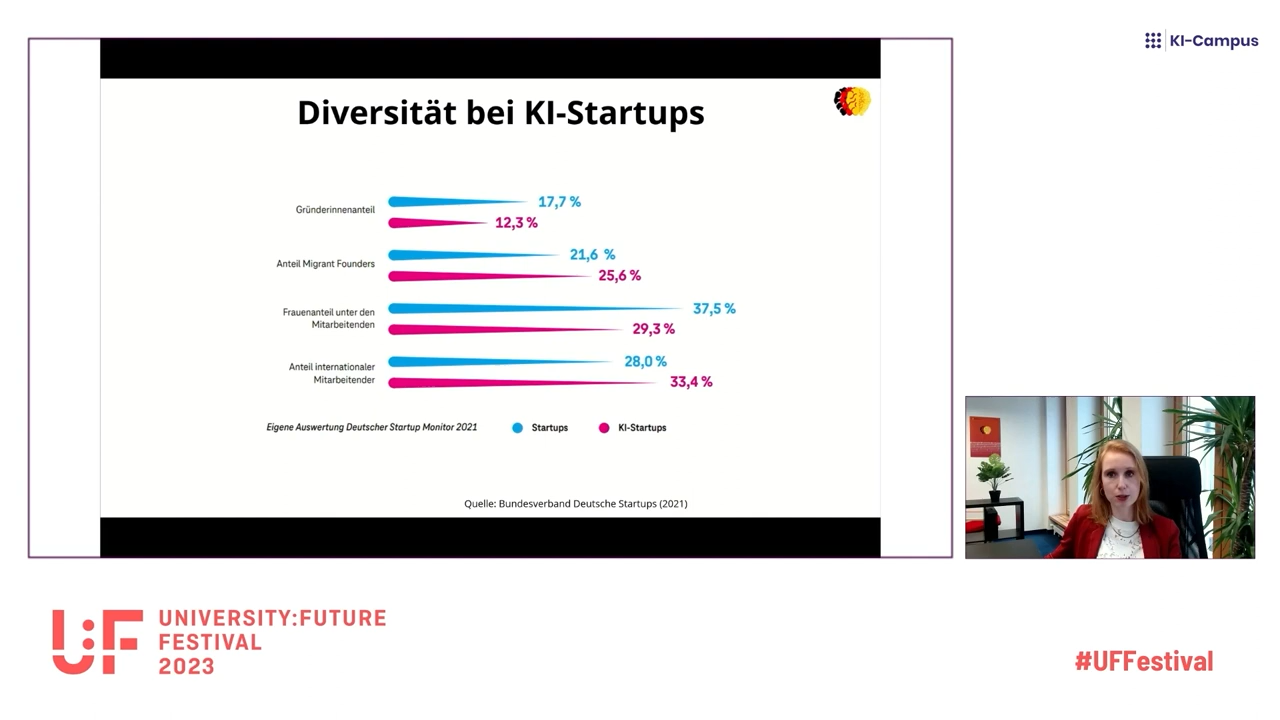 KI-Campus
Diversität bei KI-Startups
Gründerinnenanteil
17,7 %
12,3 %
Anteil Migrant Founders
21,6 %
25,6 %
Frauenanteil unter den
Mitarbeitenden
37,5 %
29,3 %
Anteil internationaler
Mitarbeitender
28,0 %
33,4 %
Eigene Auswertung Deutscher Startup Monitor 2021
Startups
KI-Startups
Quelle: Bundesverband Deutsche Startups (2021)
U:F
UNIVERSITY:FUTURE
FESTIVAL
2023
#UFFestival